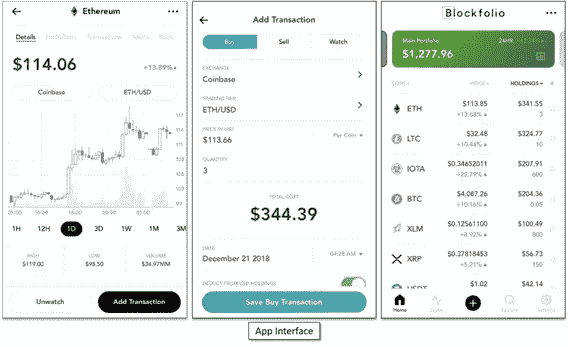 Ethereum
Details
$114.06
+13.89%
Coinbase
ETH/USD
1H 12H 1D 3D 1W 1M 3M
HIGH
$119.00
LOW
$98.50
VOLUME
$34.97MM
Unwatch
Add Transaction
Add Transaction
Buy
Sell
Watch
EXCHANGE
Coinbase
TRADING PAIR
ETH/USD
PRICE IN USD
$113.66
Per Coin
QUANTITY
3
TOTAL COST
$344.39
DATE
December 21 2018
04:28 AM
DEDUCT FROM USD HOLDINGS
Save Buy Transaction
Blockfolio
Main Portfolio
24HR
$1,277.96
COIN
PRICE
HOLDINGS
ETH
$113.85
+13.68%
$341.55
3
LTC
$32.48
+10.46%
$324.77
10
IOTA
$0.34652011
+22.79%
$207.91
600
BTC
$4,087.26
+10.16%
$204.36
0.05
XLM
$0.12561100
+8.92%
$100.49
800
XRP
$0.37818453
+5.21%
$56.73
150
$1.02
$42.14
Home
Settings
App Interface